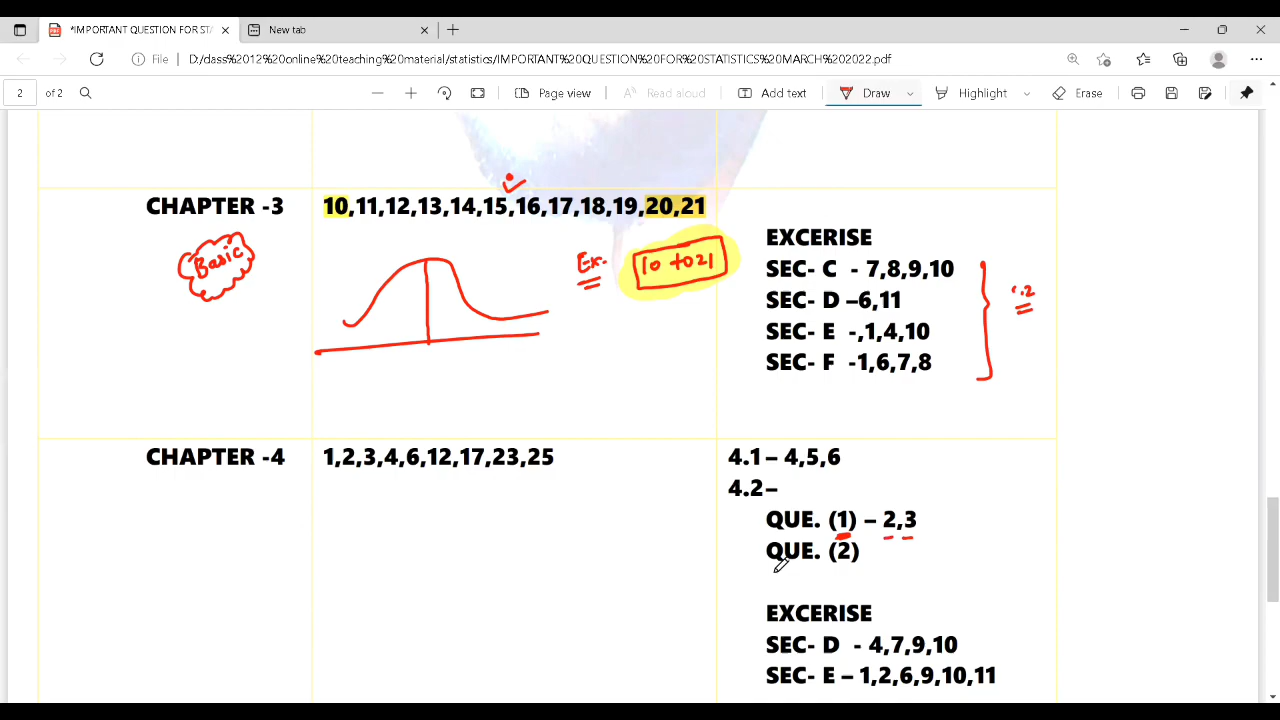 *IMPORTANT QUESTION FOR STA
New tab
File
D:/class%2012%20online%20teaching%20material/statistics/IMPORTANT%20QUESTION%20FOR%20STATISTICS%20MARCH%202022.pdf
2 of 2
Page view
Read aloud
Add text
Draw
Highlight
Erase
CHAPTER -3
10,11,12,13,14,15,16,17,18,19,20,21
Basic
Ex. 10 to 21
EXCERISE
SEC- C - 7,8,9,10
SEC- D –6,11
SEC- E -,1,4,10
SEC- F -1,6,7,8
CHAPTER -4
1,2,3,4,6,12,17,23,25
4.1 – 4,5,6
4.2 –
QUE. (1) – 2,3
QUE. (2)
EXCERISE
SEC- D - 4,7,9,10
SEC- E – 1,2,6,9,10,11